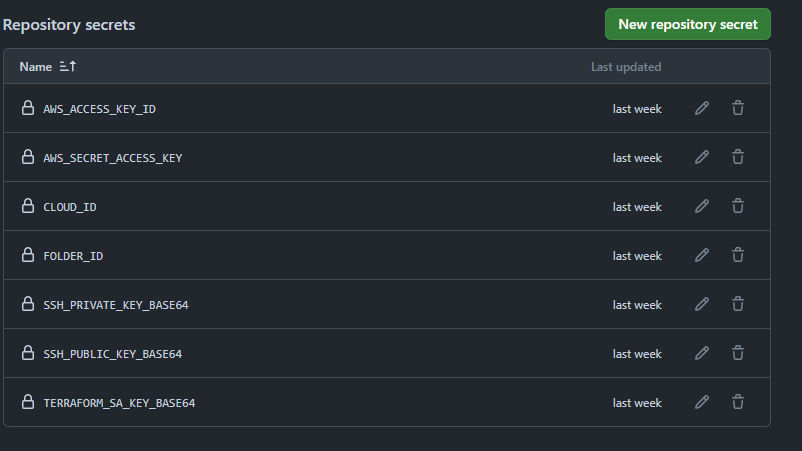 Repository secrets
New repository secret
Name
Last updated
AWS_ACCESS_KEY_ID last week
AWS_SECRET_ACCESS_KEY last week
CLOUD_ID last week
FOLDER_ID last week
SSH_PRIVATE_KEY_BASE64 last week
SSH_PUBLIC_KEY_BASE64 last week
TERRAFORM_SA_KEY_BASE64 last week